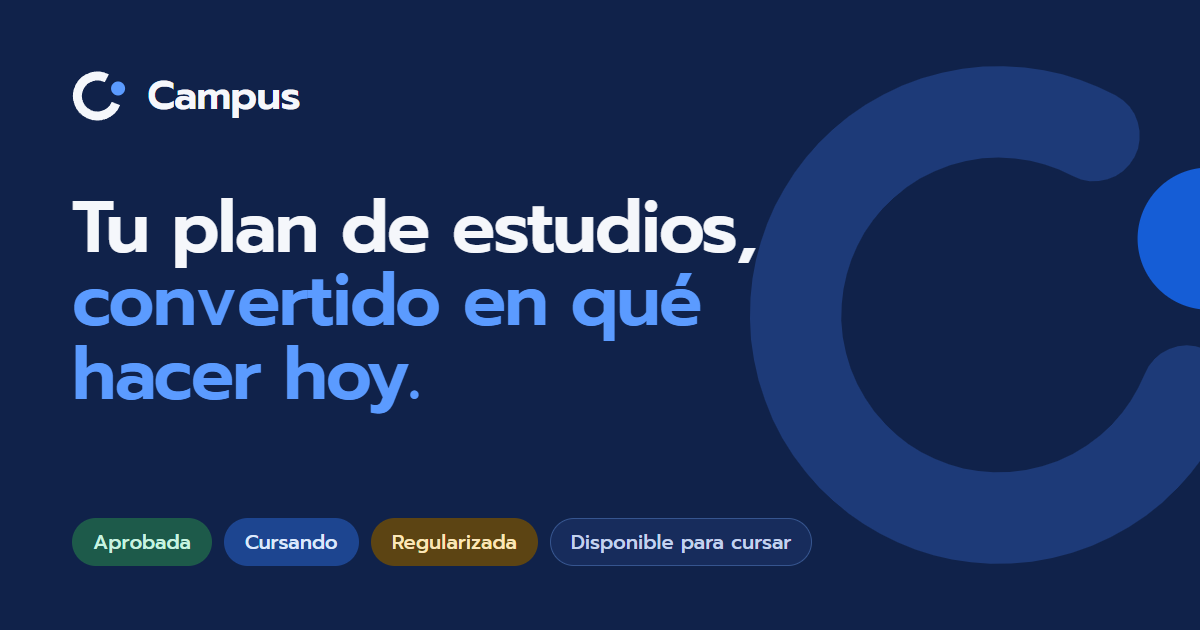 Campus
Tu plan de estudios,
convertido en qué
hacer hoy.
Aprobada
Cursando
Regularizada
Disponible para cursar